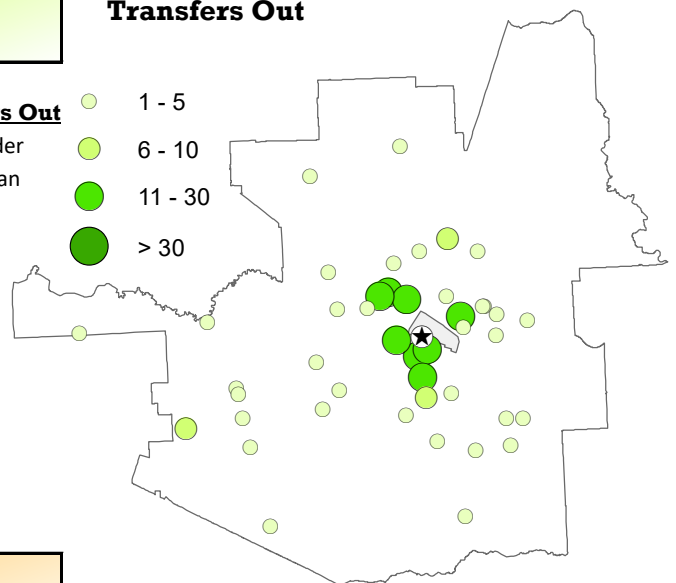 Transfers Out
s Out
der
an
1 - 5
6 - 10
11 - 30
> 30